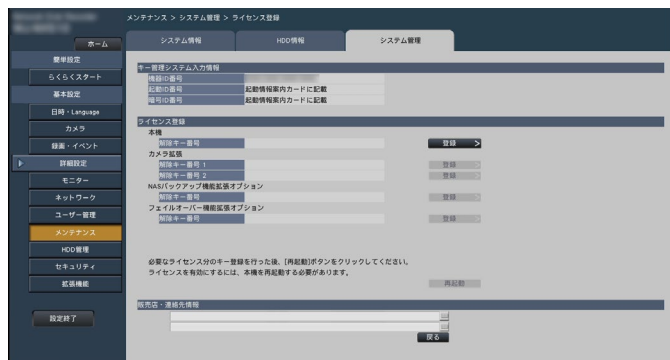 メンテナンス > システム管理 > ライセンス登録
ホーム
システム情報
HDD情報
システム管理
簡単設定
らくらくスタート
基本設定
日時・Language
カメラ
録画・イベント
詳細設定
モニター
ネットワーク
ユーザー管理
メンテナンス
HDD管理
セキュリティ
拡張機能
設定終了
キー管理システム入力情報
機器ID番号
起動ID番号 起動情報案内カードに記載
暗号ID番号 起動情報案内カードに記載
ライセンス登録
本機
解除キー番号 登録 >
カメラ拡張
解除キー番号 1 登録 >
解除キー番号 2 登録 >
NASバックアップ機能拡張オプション
解除キー番号 登録 >
フェイルオーバー機能拡張オプション
解除キー番号 登録 >
必要なライセンス分のキー登録を行った後、[再起動]ボタンをクリックしてください。
ライセンスを有効にするには、本機を再起動する必要があります。
再起動
販売店・連絡先情報
戻る